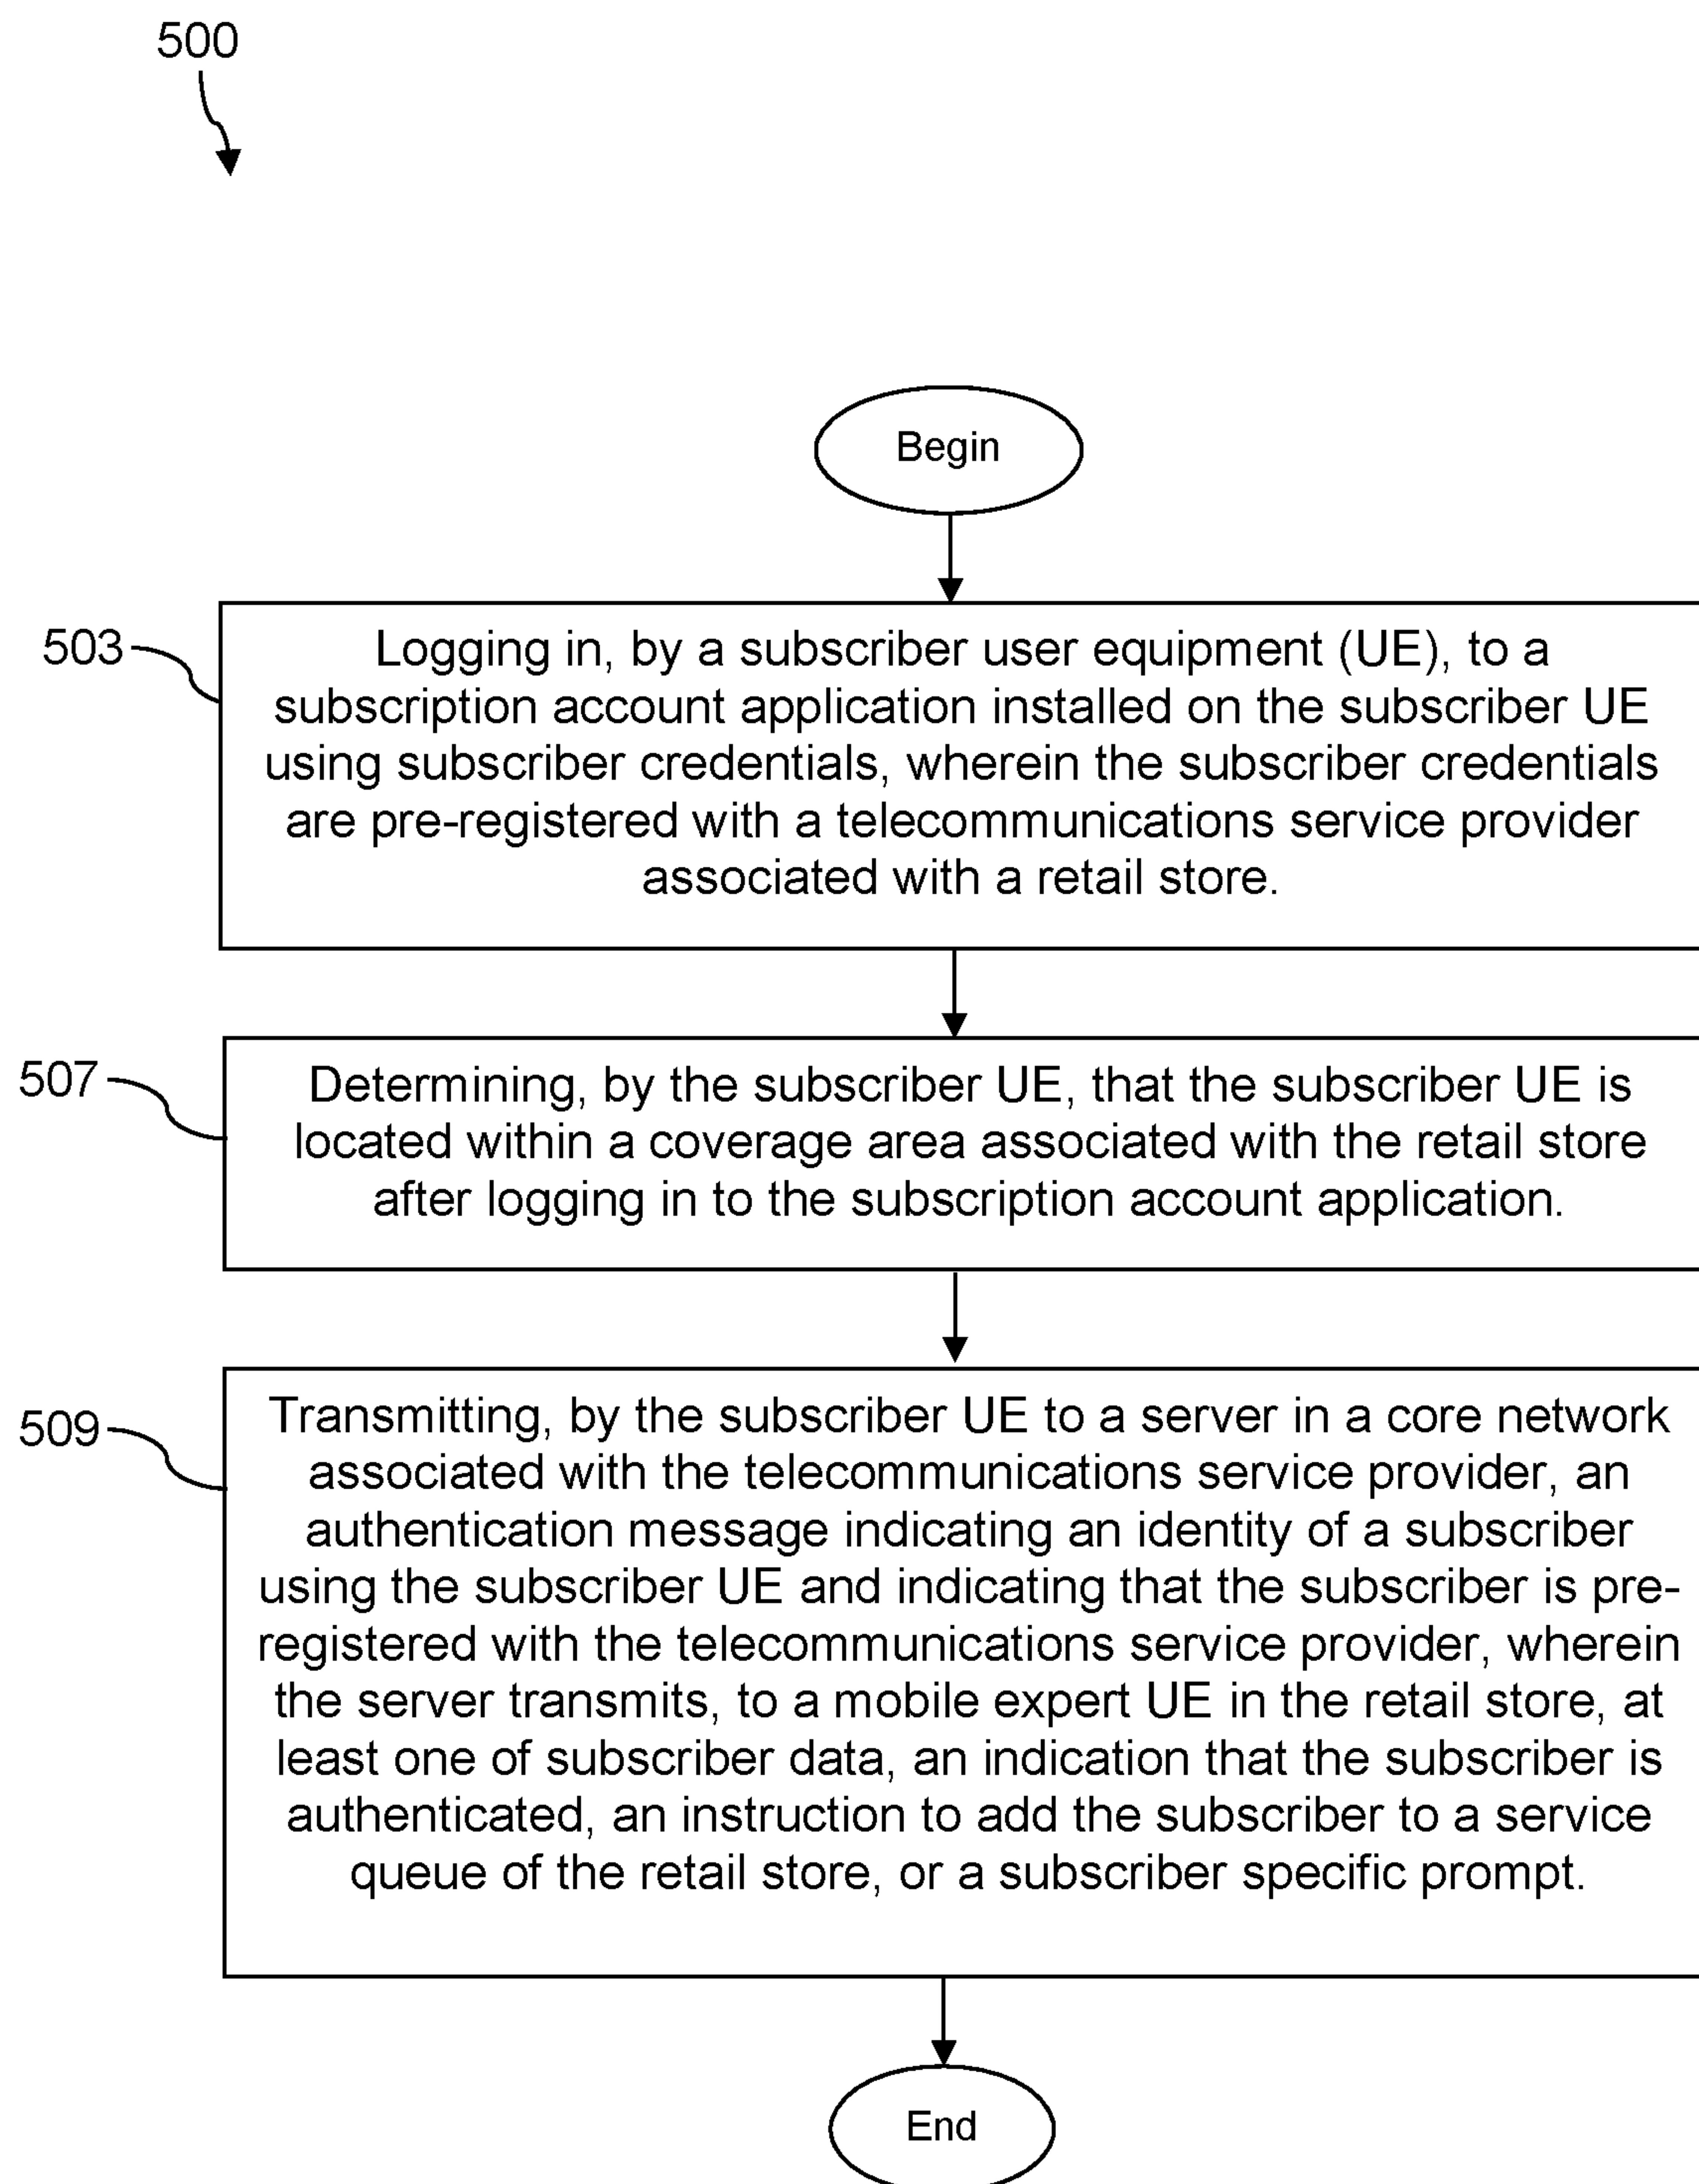 500
Begin
503
Logging in, by a subscriber user equipment (UE), to a
subscription account application installed on the subscriber UE
using subscriber credentials, wherein the subscriber credentials
are pre-registered with a telecommunications service provider
associated with a retail store.
507
Determining, by the subscriber UE, that the subscriber UE is
located within a coverage area associated with the retail store
after logging in to the subscription account application.
509
Transmitting, by the subscriber UE to a server in a core network
associated with the telecommunications service provider, an
authentication message indicating an identity of a subscriber
using the subscriber UE and indicating that the subscriber is pre-
registered with the telecommunications service provider, wherein
the server transmits, to a mobile expert UE in the retail store, at
least one of subscriber data, an indication that the subscriber is
authenticated, an instruction to add the subscriber to a service
queue of the retail store, or a subscriber specific prompt.
End